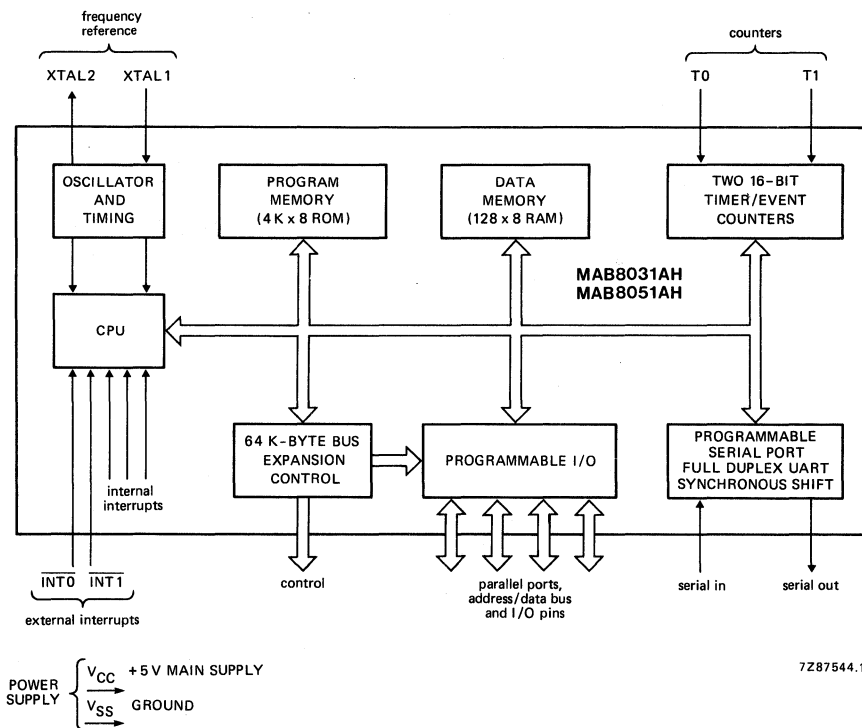 frequency
reference
counters
XTAL2 XTAL1
T0 T1
OSCILLATOR
AND
TIMING
PROGRAM
MEMORY
(4 K x 8 ROM)
DATA
MEMORY
(128 x 8 RAM)
TWO 16-BIT
TIMER/EVENT
COUNTERS
MAB8031AH
MAB8051AH
CPU
64 K-BYTE BUS
EXPANSION
CONTROL
PROGRAMMABLE I/O
PROGRAMMABLE
SERIAL PORT
FULL DUPLEX UART
SYNCHRONOUS SHIFT
internal
interrupts
INT0 INT1
external interrupts
control
parallel ports,
address/data bus
and I/O pins
serial in
serial out
POWER
SUPPLY
VCC +5 V MAIN SUPPLY
VSS GROUND
7Z87544.1